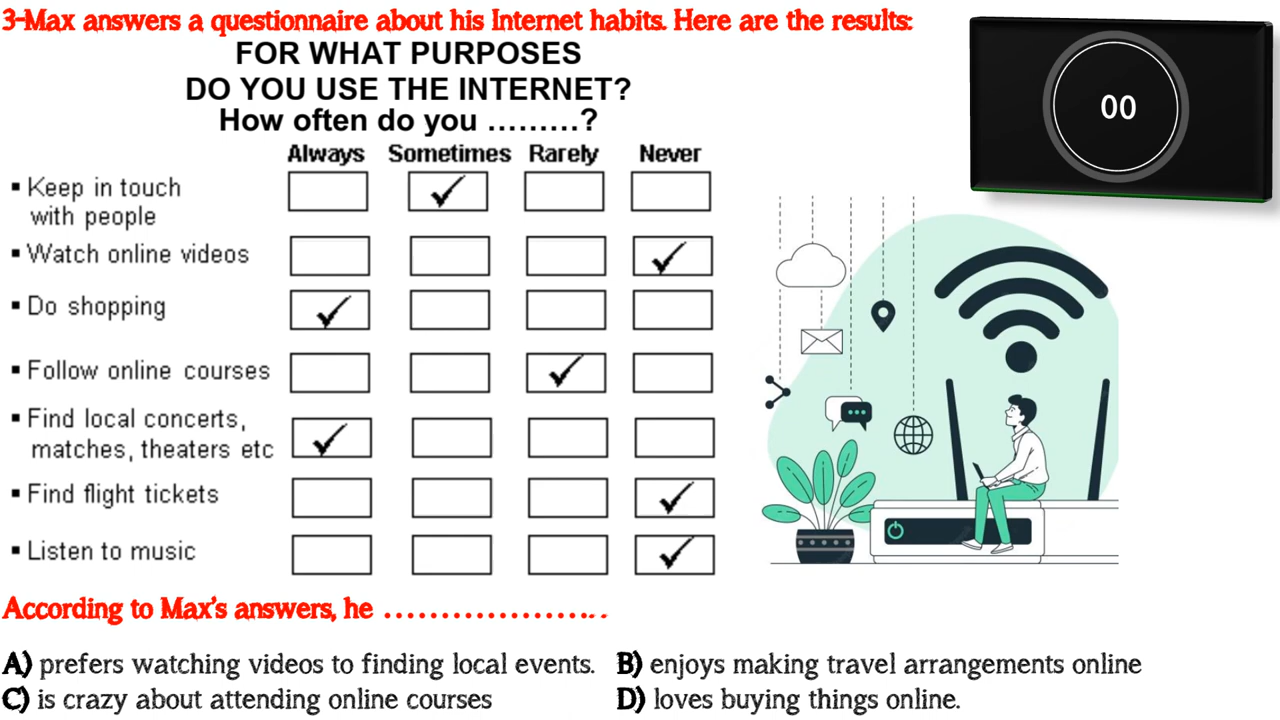 3-Max answers a questionnaire about his Internet habits. Here are the results:
FOR WHAT PURPOSES
DO YOU USE THE INTERNET?
How often do you ………?
00
Always Sometimes Rarely Never
▪ Keep in touch
with people
▪ Watch online videos
▪ Do shopping
▪ Follow online courses
▪ Find local concerts,
matches, theaters etc
▪ Find flight tickets
▪ Listen to music
According to Max's answers, he …………………..
A) prefers watching videos to finding local events. B) enjoys making travel arrangements online
C) is crazy about attending online courses D) loves buying things online.